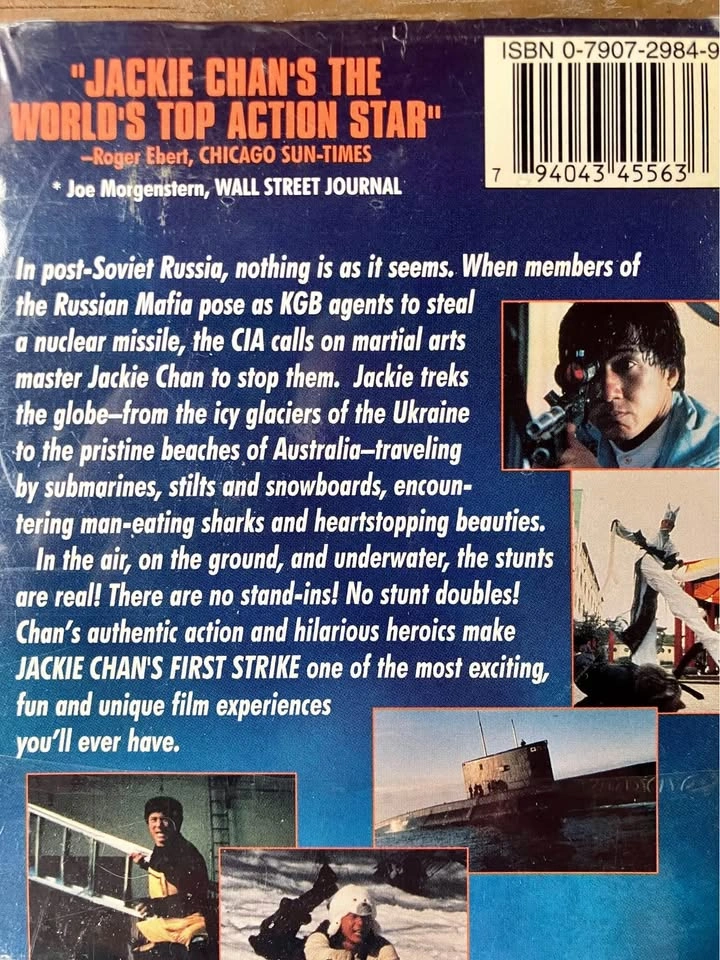 "JACKIE CHAN'S THE
WORLD'S TOP ACTION STAR"
–Roger Ebert, CHICAGO SUN-TIMES
* Joe Morgenstern, WALL STREET JOURNAL
ISBN 0-7907-2984-9
7 94043 45563
In post-Soviet Russia, nothing is as it seems. When members of
the Russian Mafia pose as KGB agents to steal
a nuclear missile, the CIA calls on martial arts
master Jackie Chan to stop them. Jackie treks
the globe–from the icy glaciers of the Ukraine
to the pristine beaches of Australia–traveling
by submarines, stilts and snowboards, encoun-
tering man-eating sharks and heartstopping beauties.
In the air, on the ground, and underwater, the stunts
are real! There are no stand-ins! No stunt doubles!
Chan's authentic action and hilarious heroics make
JACKIE CHAN'S FIRST STRIKE one of the most exciting,
fun and unique film experiences
you'll ever have.